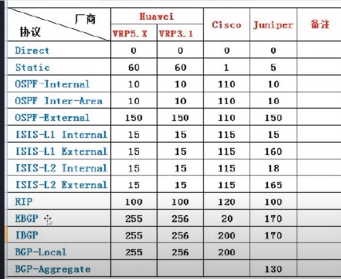 厂商 Huawei Cisco Juniper 备注
协议 VRP5.X VRP3.1
Direct 0 0 0 0
Static 60 60 1 5
OSPF-Internal 10 10 110 10
OSPF Inter-Area 10 10 110 10
OSPF-External 150 150 110 150
ISIS-L1 Internal 15 15 115 15
ISIS-L1 External 15 15 115 160
ISIS-L2 Internal 15 15 115 18
ISIS-L2 External 15 15 115 165
RIP 100 100 120 100
EBGP 255 256 20 170
IBGP 255 256 200 170
BGP-Local 255 256 200
BGP-Aggregate 130